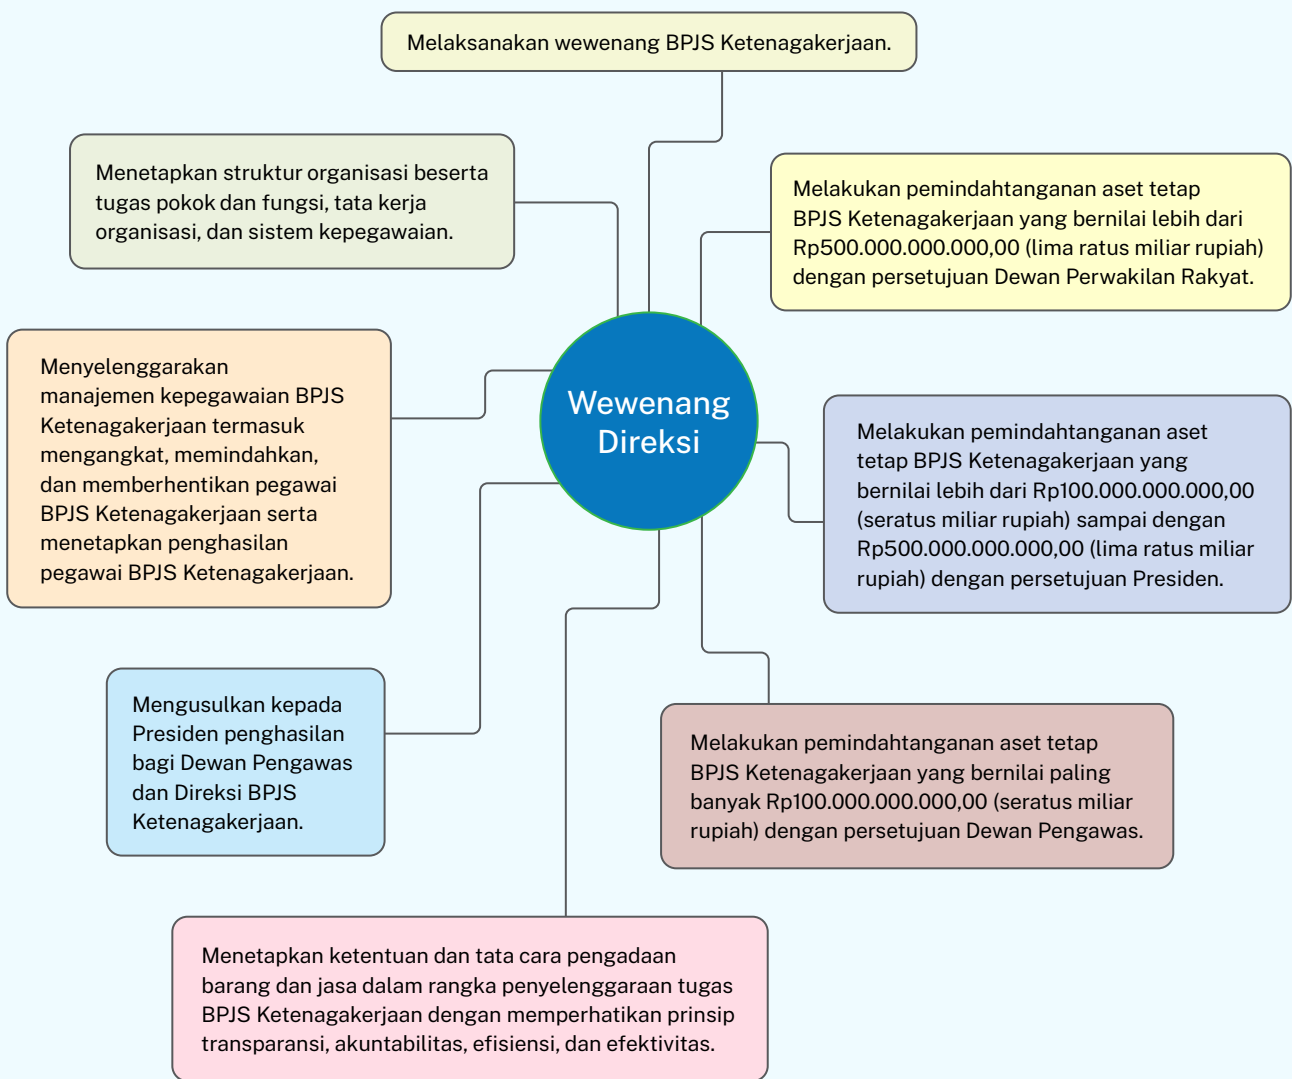 Melaksanakan wewenang BPJS Ketenagakerjaan.
Menetapkan struktur organisasi beserta
tugas pokok dan fungsi, tata kerja
organisasi, dan sistem kepegawaian.
Melakukan pemindahtanganan aset tetap
BPJS Ketenagakerjaan yang bernilai lebih dari
Rp500.000.000.000,00 (lima ratus miliar rupiah)
dengan persetujuan Dewan Perwakilan Rakyat.
Menyelenggarakan
manajemen kepegawaian BPJS
Ketenagakerjaan termasuk
mengangkat, memindahkan,
dan memberhentikan pegawai
BPJS Ketenagakerjaan serta
menetapkan penghasilan
pegawai BPJS Ketenagakerjaan.
Wewenang
Direksi
Melakukan pemindahtanganan aset
tetap BPJS Ketenagakerjaan yang
bernilai lebih dari Rp100.000.000.000,00
(seratus miliar rupiah) sampai dengan
Rp500.000.000.000,00 (lima ratus miliar
rupiah) dengan persetujuan Presiden.
Mengusulkan kepada
Presiden penghasilan
bagi Dewan Pengawas
dan Direksi BPJS
Ketenagakerjaan.
Melakukan pemindahtanganan aset tetap
BPJS Ketenagakerjaan yang bernilai paling
banyak Rp100.000.000.000,00 (seratus miliar
rupiah) dengan persetujuan Dewan Pengawas.
Menetapkan ketentuan dan tata cara pengadaan
barang dan jasa dalam rangka penyelenggaraan tugas
BPJS Ketenagakerjaan dengan memperhatikan prinsip
transparansi, akuntabilitas, efisiensi, dan efektivitas.